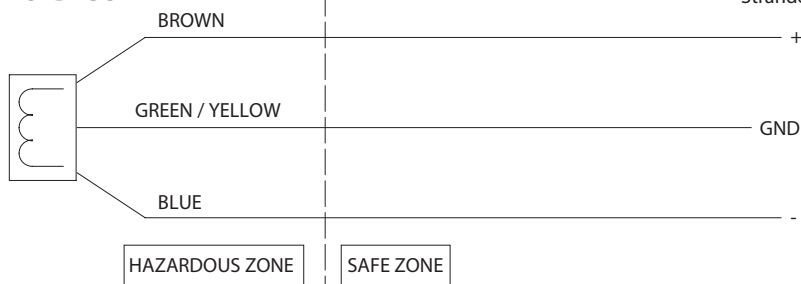 BROWN
+
GREEN / YELLOW
GND
BLUE
-
HAZARDOUS ZONE
SAFE ZONE